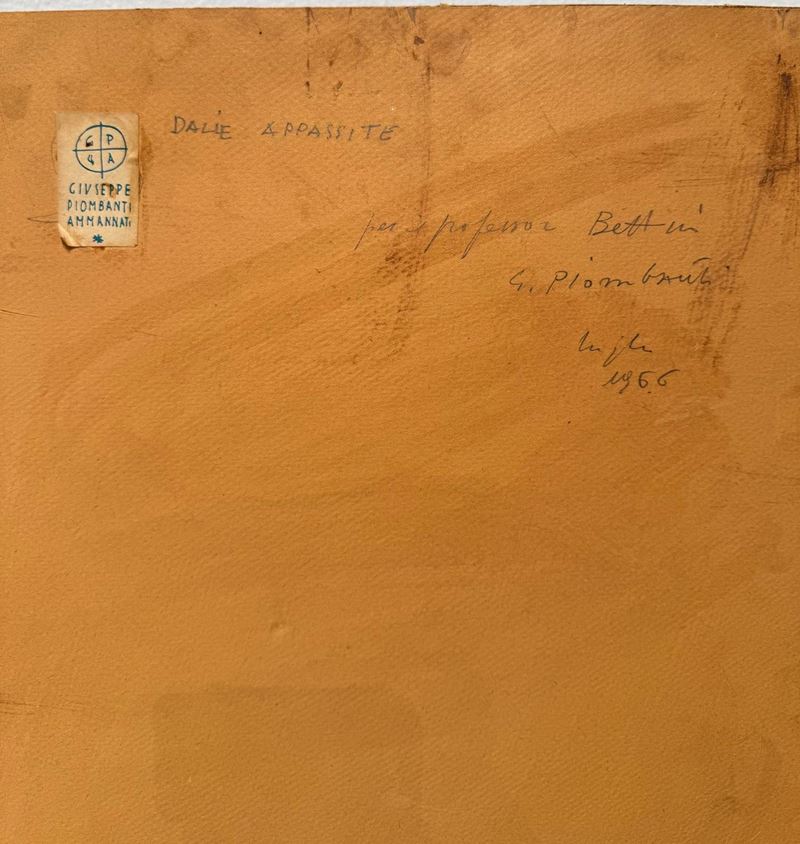 G P
4 A
GIUSEPPE
PIOMBANTI
AMMANNATI
DALIE APPASSITE
per il professor Bettini
G. Piombanti
luglio
1966